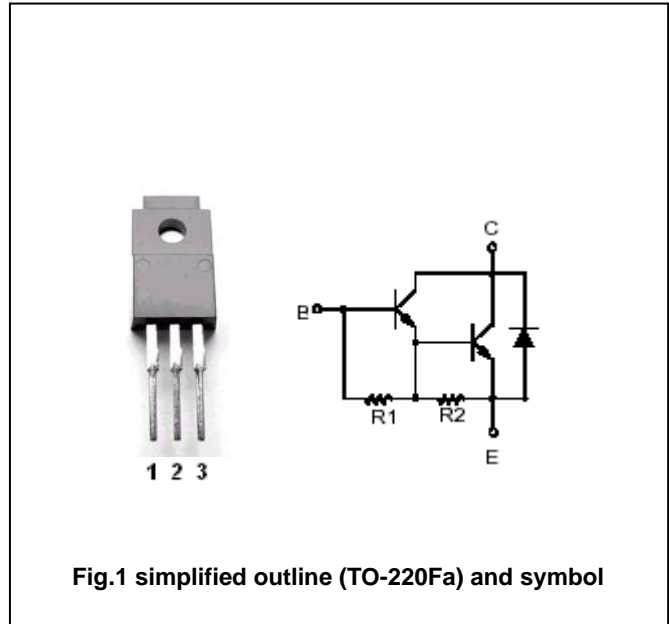 C
B
R1
R2
E
1 2 3
Fig.1 simplified outline (TO-220Fa) and symbol